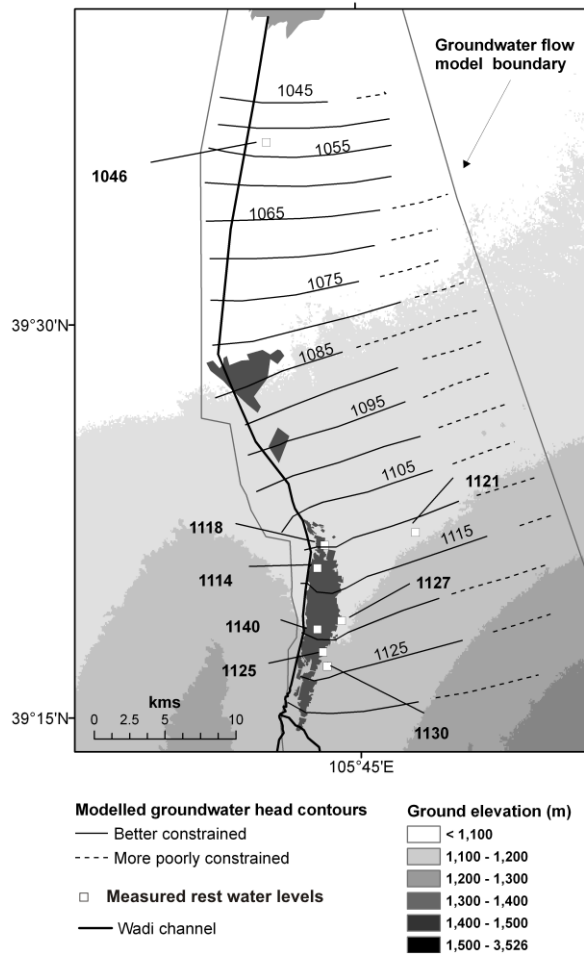 Groundwater flow
model boundary
1045
1055
1046
1065
1075
39°30'N
1085
1095
1105
1121
1118
1115
1114
1127
1140
1125
1125
kms
39°15'N
0 2.5 5 10
1130
105°45'E
Modelled groundwater head contours
Better constrained
More poorly constrained
Measured rest water levels
Wadi channel
Ground elevation (m)
< 1,100
1,100 - 1,200
1,200 - 1,300
1,300 - 1,400
1,400 - 1,500
1,500 - 3,526